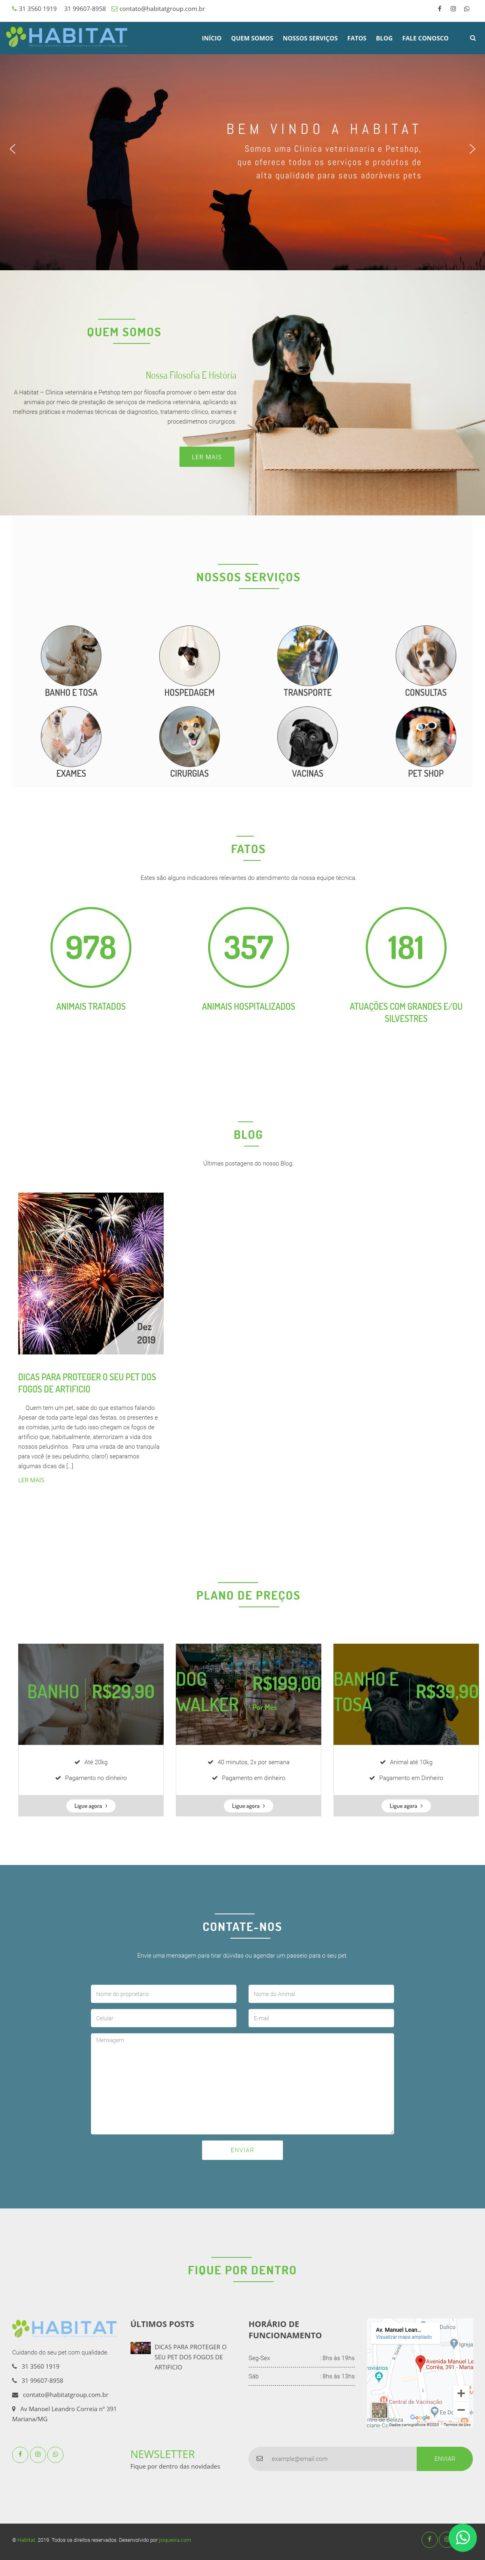 31 3560 1919 31 99607-8958 contato@habitatgroup.com.br
HABITAT
INÍCIO QUEM SOMOS NOSSOS SERVIÇOS FATOS BLOG FALE CONOSCO
BEM VINDO A HABITAT
Somos uma Clinica veterianaria e Petshop,
que oferece todos os serviços e produtos de
alta qualidade para seus adoráveis pets
QUEM SOMOS
Nossa Filosofia E História
A Habitat – Clinica veterinária e Petshop tem por filosofia promover o bem estar dos
animais por meio de prestação de serviços de medicina veterinária, aplicando as
melhores práticas e modernas técnicas de diagnostico, tratamento clínico, exames e
procedimetnos cirurgicos.
LER MAIS
NOSSOS SERVIÇOS
BANHO E TOSA HOSPEDAGEM TRANSPORTE CONSULTAS
EXAMES CIRURGIAS VACINAS PET SHOP
FATOS
Estes são alguns indicadores relevantes do atendimento da nossa equipe técnica.
978 357 181
ANIMAIS TRATADOS ANIMAIS HOSPITALIZADOS ATUAÇÕES COM GRANDES E/OU
SILVESTRES
BLOG
Últimas postagens do nosso Blog.
Dez
2019
DICAS PARA PROTEGER O SEU PET DOS
FOGOS DE ARTIFICIO
Quem tem um pet, sabe do que estamos falando.
Apesar de toda parte legal das festas, os presentes e
as comidas, junto de tudo isso chegam os fogos de
artifício que, habitualmente, aterrorizam a vida dos
nossos peludinhos. Para uma virada de ano tranquila
para você (e seu peludinho, claro!) separamos
algumas dicas da [...]
LER MAIS
PLANO DE PREÇOS
BANHO R$29,90
DOG
WALKER
R$199,00
Por Mês
BANHO E
TOSA
R$39,90
Até 20kg 40 minutos, 2x por semana Animal até 10kg
Pagamento no dinheiro Pagamento em dinheiro Pagamento em Dinheiro
Ligue agora Ligue agora Ligue agora
CONTATE-NOS
Envie uma mensagem para tirar dúvidas ou agendar um passeio para o seu pet.
Nome do proprietário Nome do Animal
Celular E-mail
Mensagem
ENVIAR
FIQUE POR DENTRO
HABITAT
Cuidando do seu pet com qualidade.
31 3560 1919
31 99607-8958
contato@habitatgroup.com.br
Av Manoel Leandro Correia nº 391
Mariana/MG
ÚLTIMOS POSTS
DICAS PARA PROTEGER O
SEU PET DOS FOGOS DE
ARTIFICIO
HORÁRIO DE
FUNCIONAMENTO
Seg-Sex : 8hs às 19hs
Sáb : 8hs às 13hs
Av. Manuel Lean...
Visualizar mapa ampliado
Dulico
Igreja
Avenida Manuel Le
Corrêa, 391 - Maria
Central de Vacinação
Google
Dados cartográficos ©2023 Termos de Uso
NEWSLETTER
Fique por dentro das novidades
example@email.com ENVIAR
© Habitat. 2019. Todos os direitos reservados. Desenvolvido por